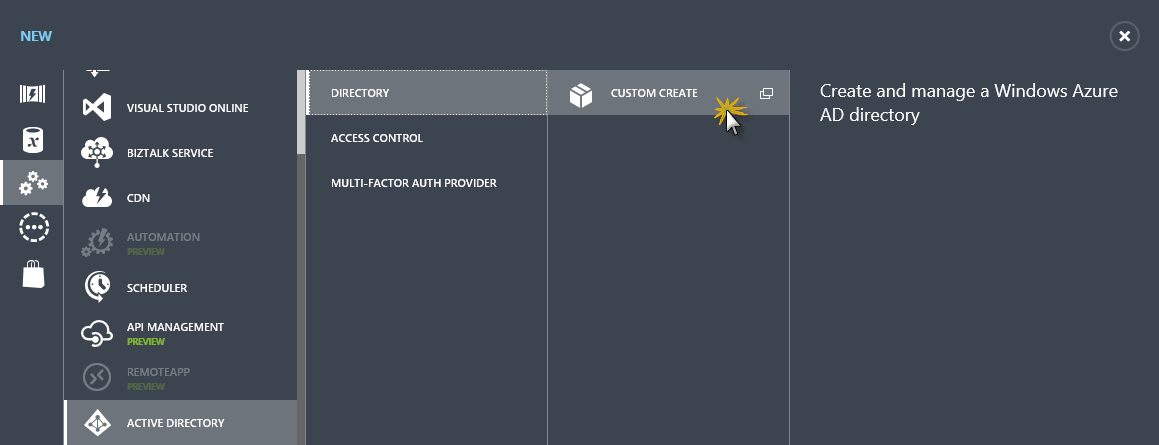 NEW
VISUAL STUDIO ONLINE
BIZTALK SERVICE
CDN
AUTOMATION
PREVIEW
SCHEDULER
API MANAGEMENT
PREVIEW
REMOTEAPP
PREVIEW
ACTIVE DIRECTORY
DIRECTORY
ACCESS CONTROL
MULTI-FACTOR AUTH PROVIDER
CUSTOM CREATE
Create and manage a Windows Azure
AD directory